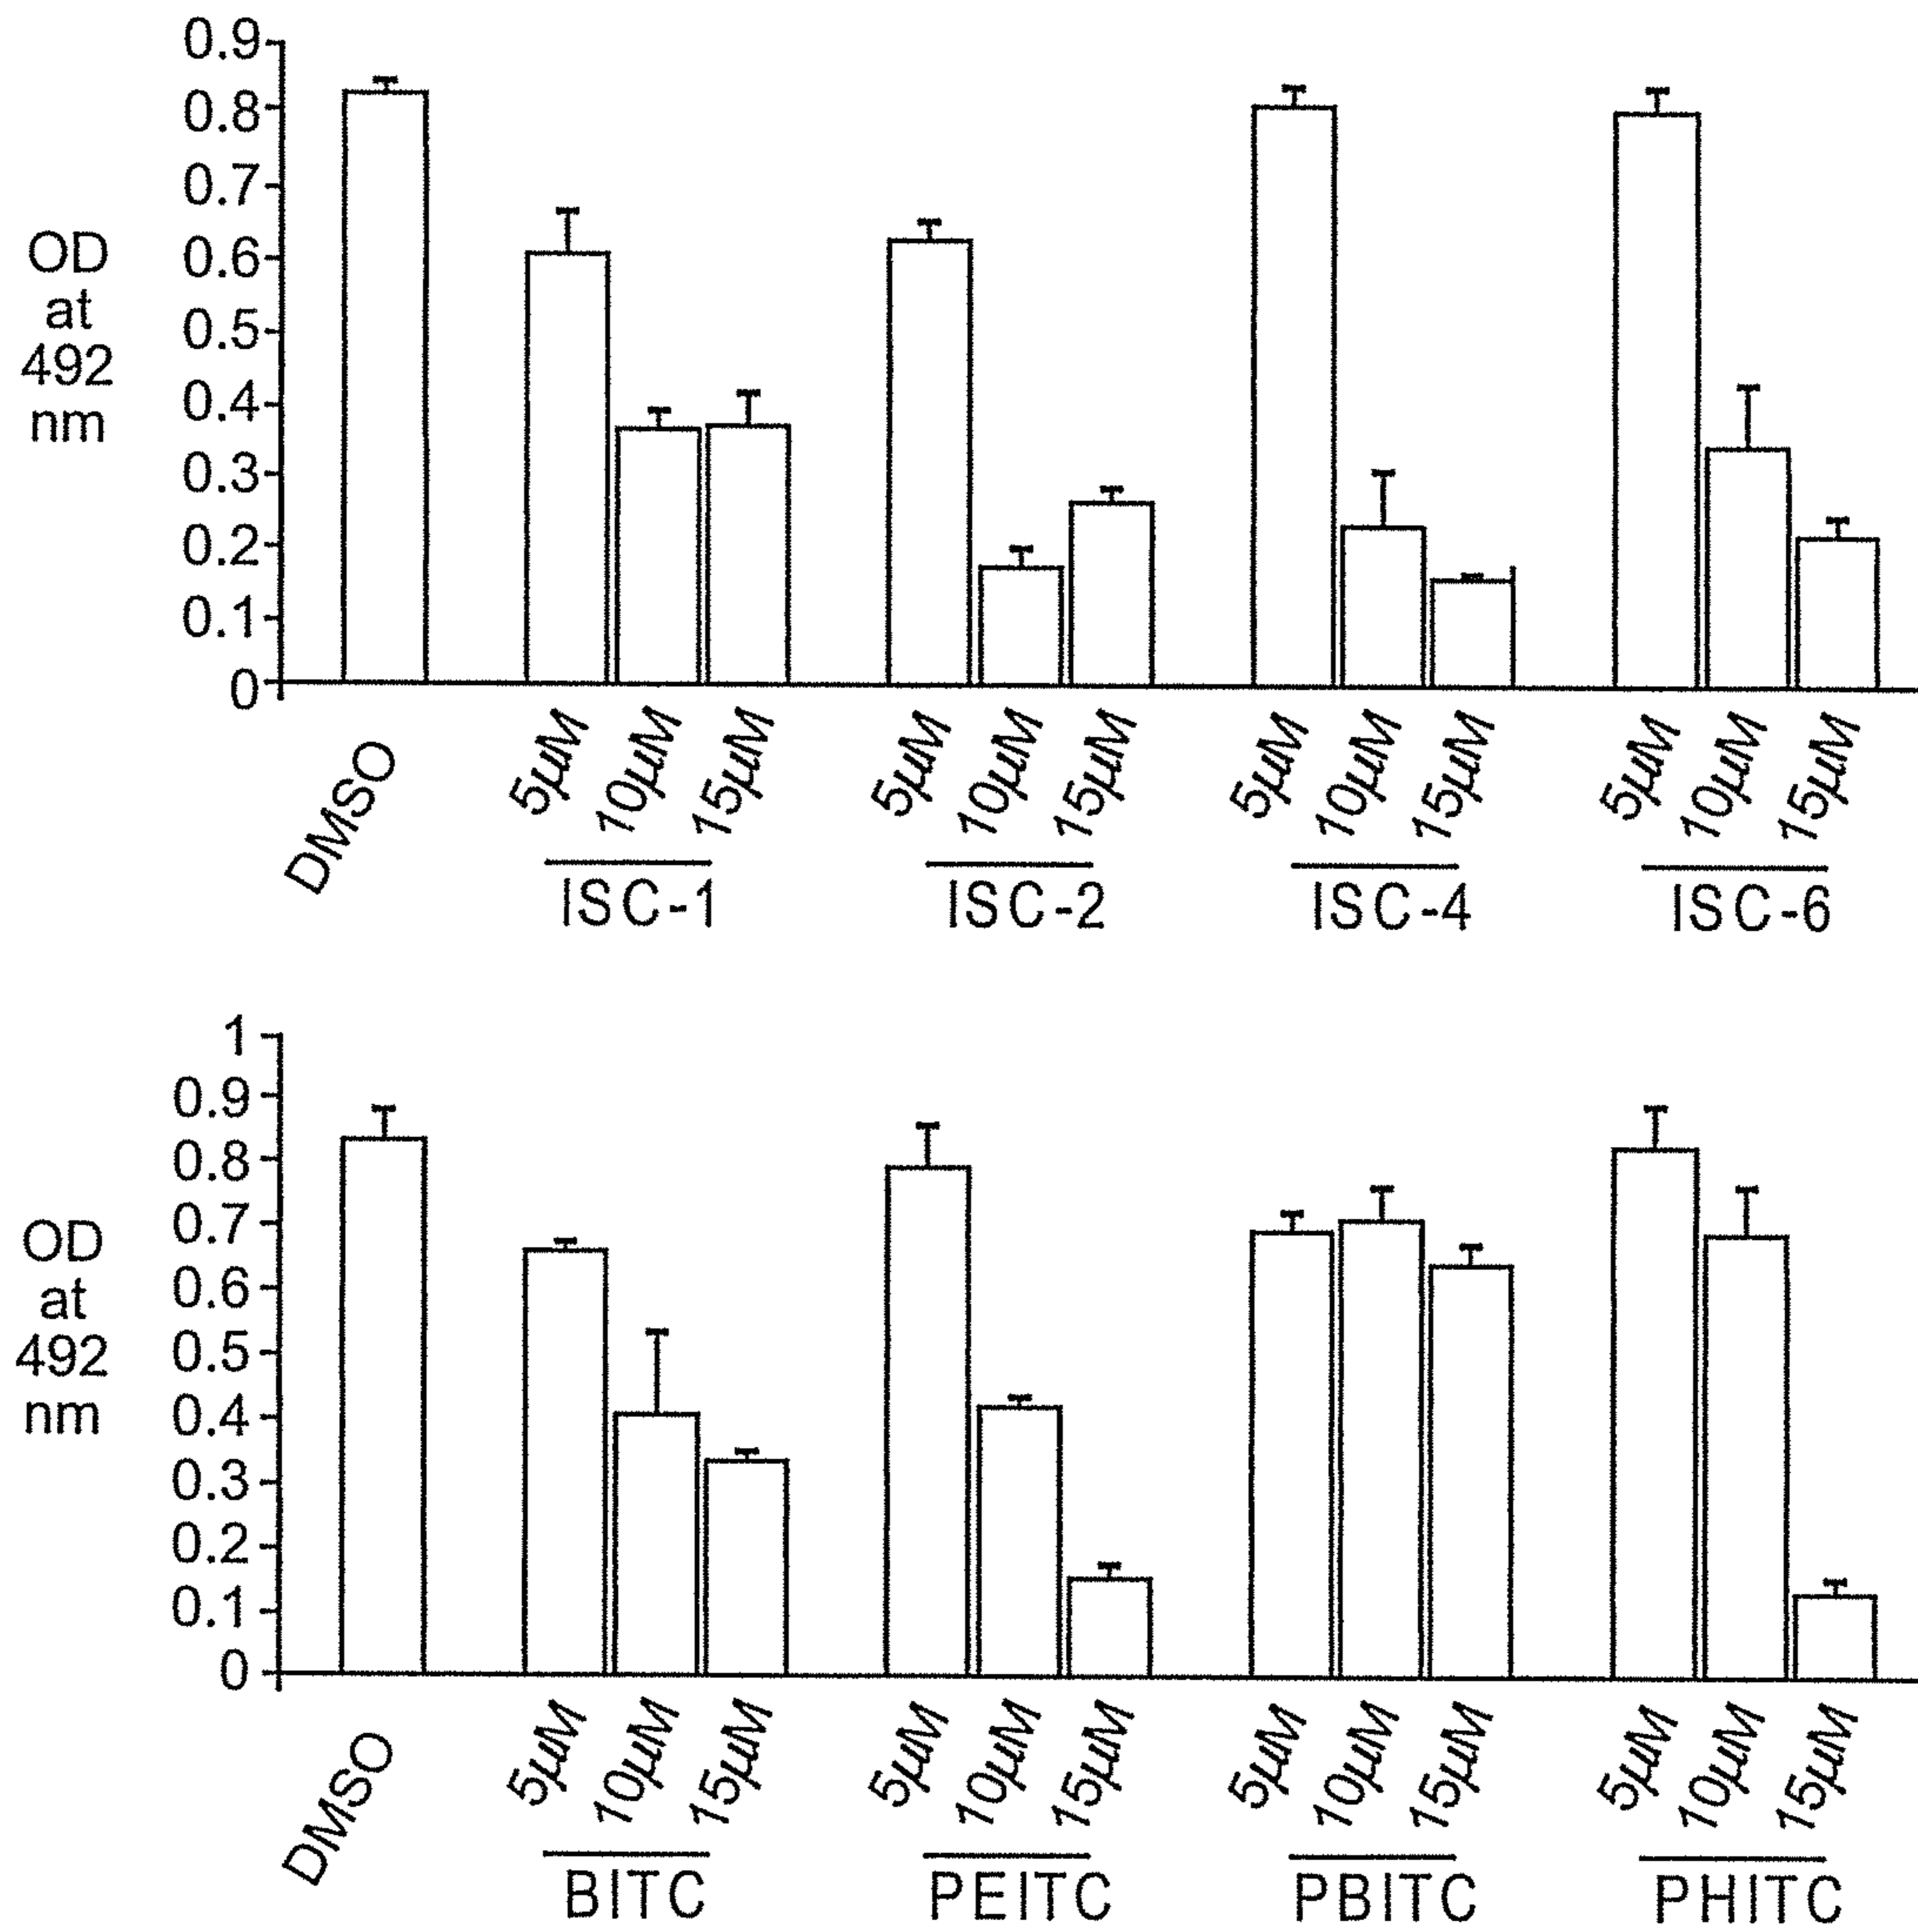 0.9
0.8
0.7
0.6
0.5
0.4
0.3
0.2
0.1
0
OD
at
492
nm
DMSO
5µM 10µM 15µM
5µM 10µM 15µM
5µM 10µM 15µM
5µM 10µM 15µM
ISC-1
ISC-2
ISC-4
ISC-6
1
0.9
0.8
0.7
0.6
0.5
0.4
0.3
0.2
0.1
0
OD
at
492
nm
DMSO
5µM 10µM 15µM
5µM 10µM 15µM
5µM 10µM 15µM
5µM 10µM 15µM
BITC
PEITC
PBITC
PHITC